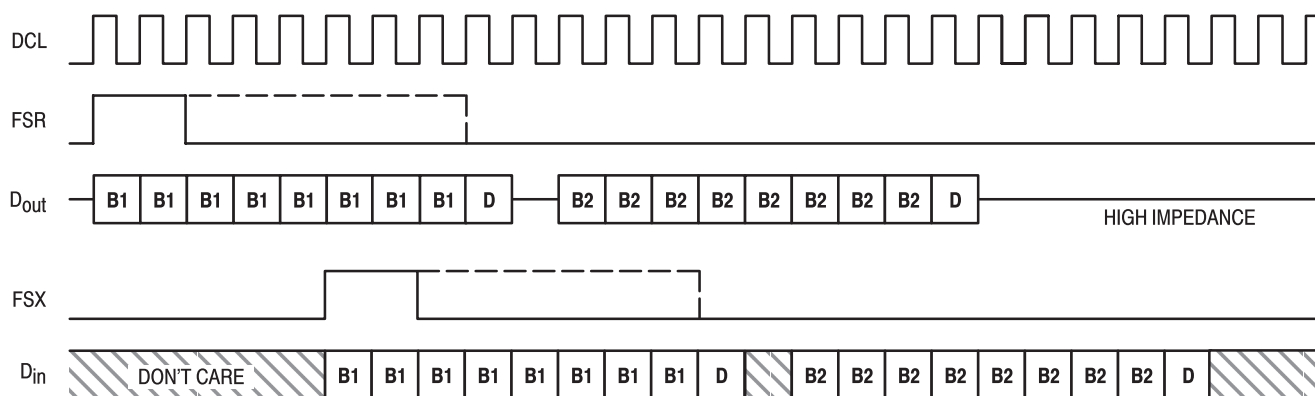 DCL
FSR
Dout B1 B1 B1 B1 B1 B1 B1 B1 D B2 B2 B2 B2 B2 B2 B2 B2 D
HIGH IMPEDANCE
FSX
Din DON'T CARE B1 B1 B1 B1 B1 B1 B1 B1 D B2 B2 B2 B2 B2 B2 B2 B2 D